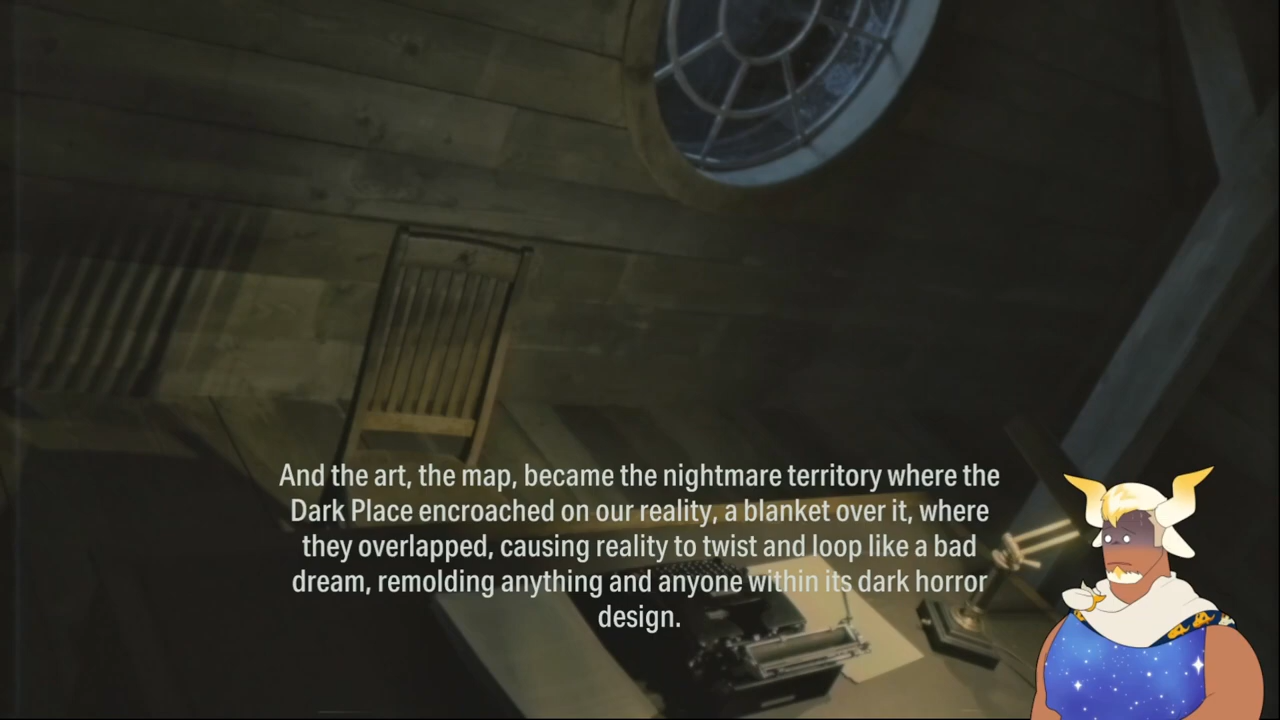 And the art, the map, became the nightmare territory where the
Dark Place encroached on our reality, a blanket over it, where
they overlapped, causing reality to twist and loop like a bad
dream, remolding anything and anyone within its dark horror
design.